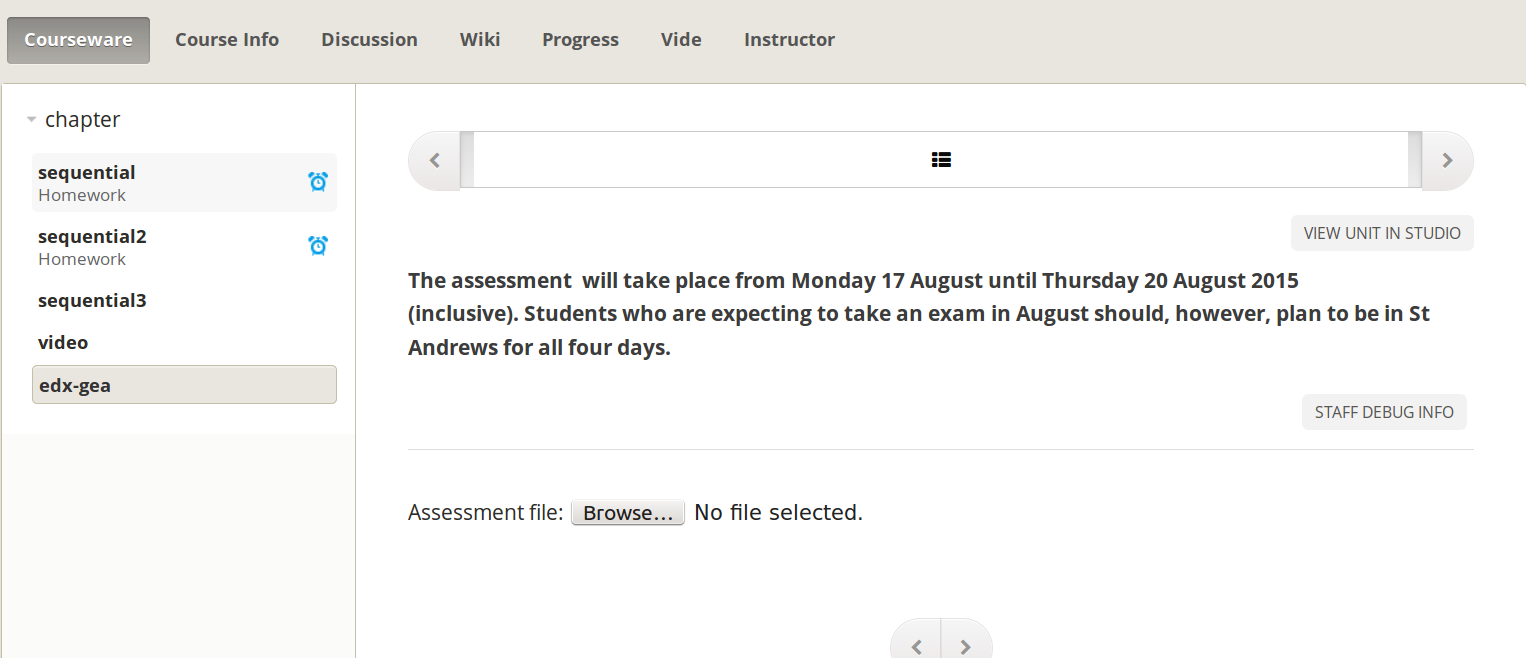 Courseware Course Info Discussion Wiki Progress Vide Instructor
chapter
sequential
Homework
sequential2
Homework
sequential3
video
edx-gea
VIEW UNIT IN STUDIO
The assessment  will take place from Monday 17 August until Thursday 20 August 2015
(inclusive). Students who are expecting to take an exam in August should, however, plan to be in St
Andrews for all four days.
STAFF DEBUG INFO
Assessment file: Browse... No file selected.